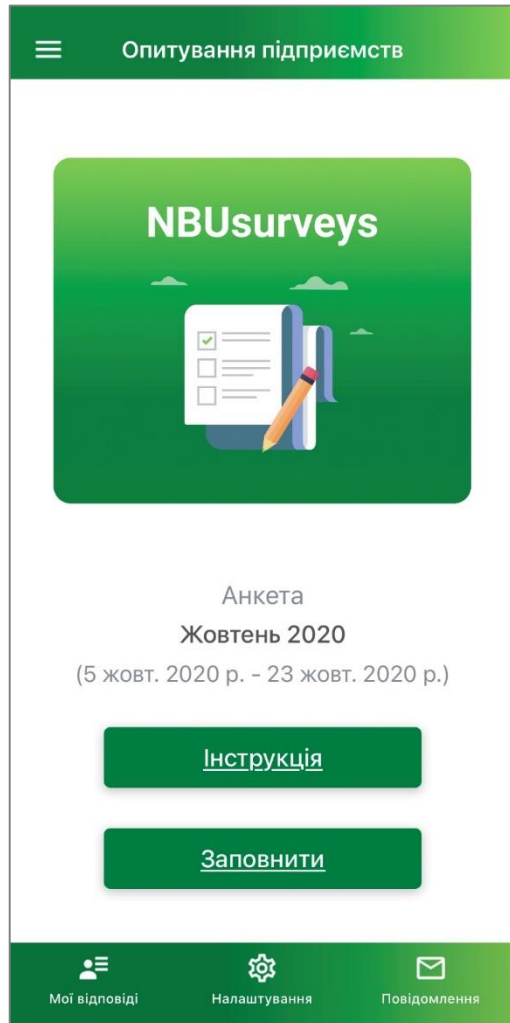 Опитування підприємств
NBUsurveys
Анкета
Жовтень 2020
(5 жовт. 2020 р. - 23 жовт. 2020 р.)
Інструкція
Заповнити
Мої відповіді
Налаштування
Повідомлення